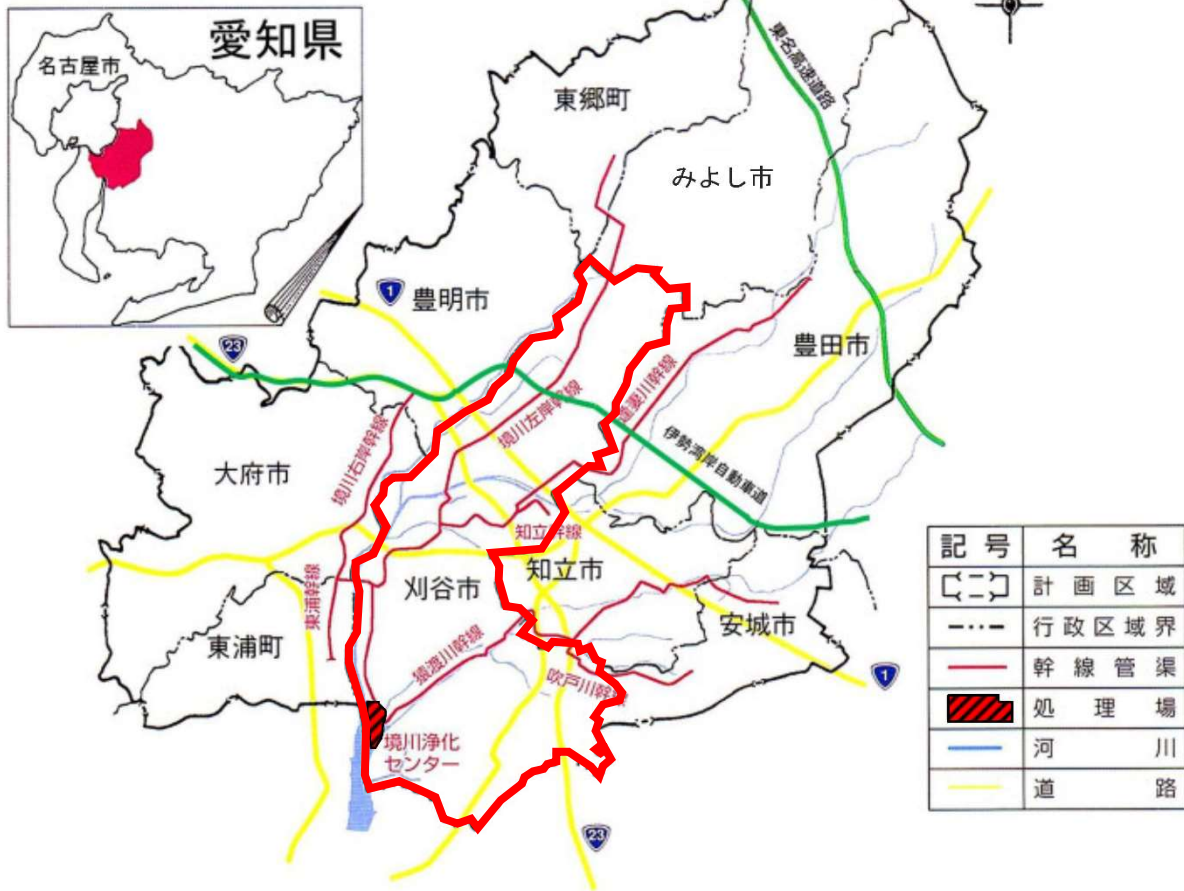 愛知県
名古屋市
東郷町
東名高速道路
みよし市
1
豊明市
23
豊田市
境川左岸幹線
逢妻川幹線
境川右岸幹線
伊勢湾岸自動車道
大府市
知立幹線
刈谷市
知立市
東浦幹線
東浦町
猿渡川幹線
安城市
吹戸川幹線
1
境川浄化
センター
23
記号 名称
計画区域
行政区域界
幹線管渠
処理場
河川
道路